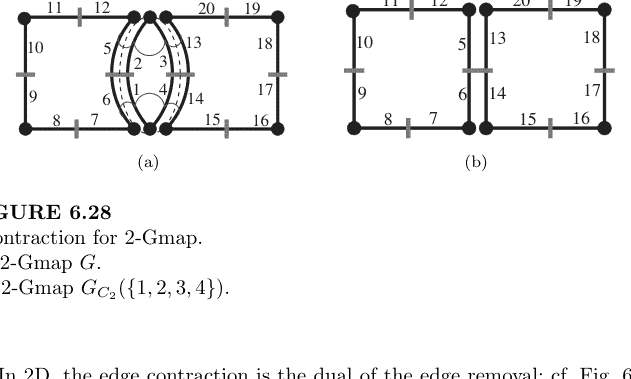 11 12 20 19 11 12 20 19
10 5 2 3 13 18 10 5 13 18
9 6 1 4 14 17 9 6 14 17
8 7 15 16 8 7 15 16
(a) (b)
GURE 6.28
ontraction for 2-Gmap.
2-Gmap G.
2-Gmap G_{C_2}({1, 2, 3, 4}).
In 2D, the edge contraction is the dual of the edge removal: cf. Fig. 6